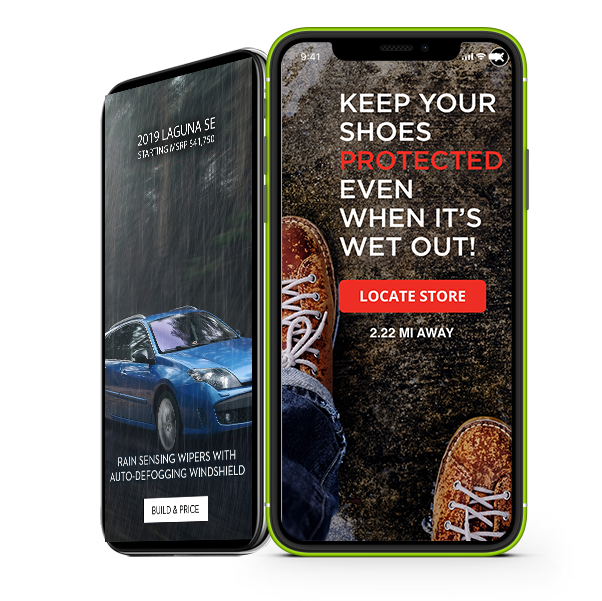 2019 LAGUNA SE
STARTING MSRP $41,750
RAIN SENSING WIPERS WITH
AUTO-DEFOGGING WINDSHIELD
BUILD & PRICE
9:41
KEEP YOUR
SHOES
PROTECTED
EVEN
WHEN IT'S
WET OUT!
LOCATE STORE
2.22 MI AWAY